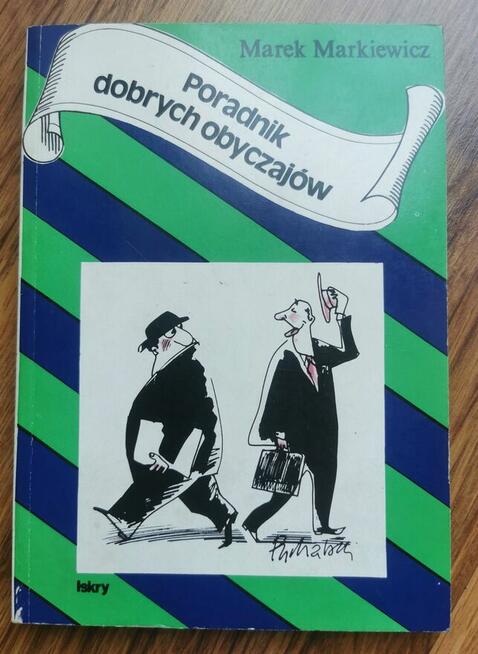 Marek Markiewicz
Poradnik
dobrych obyczajów
Iskry